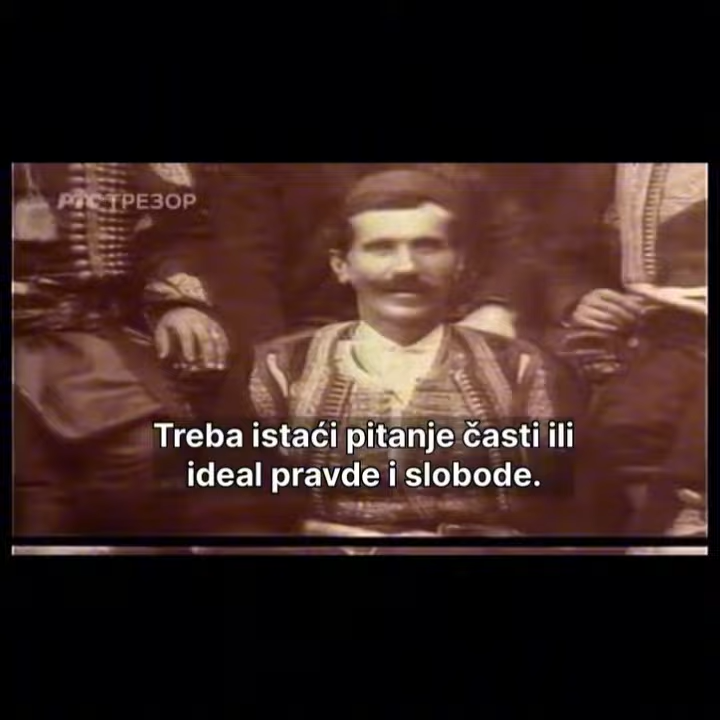 РТС ТРЕЗОР
Treba istaći pitanje časti ili
ideal pravde i slobode.